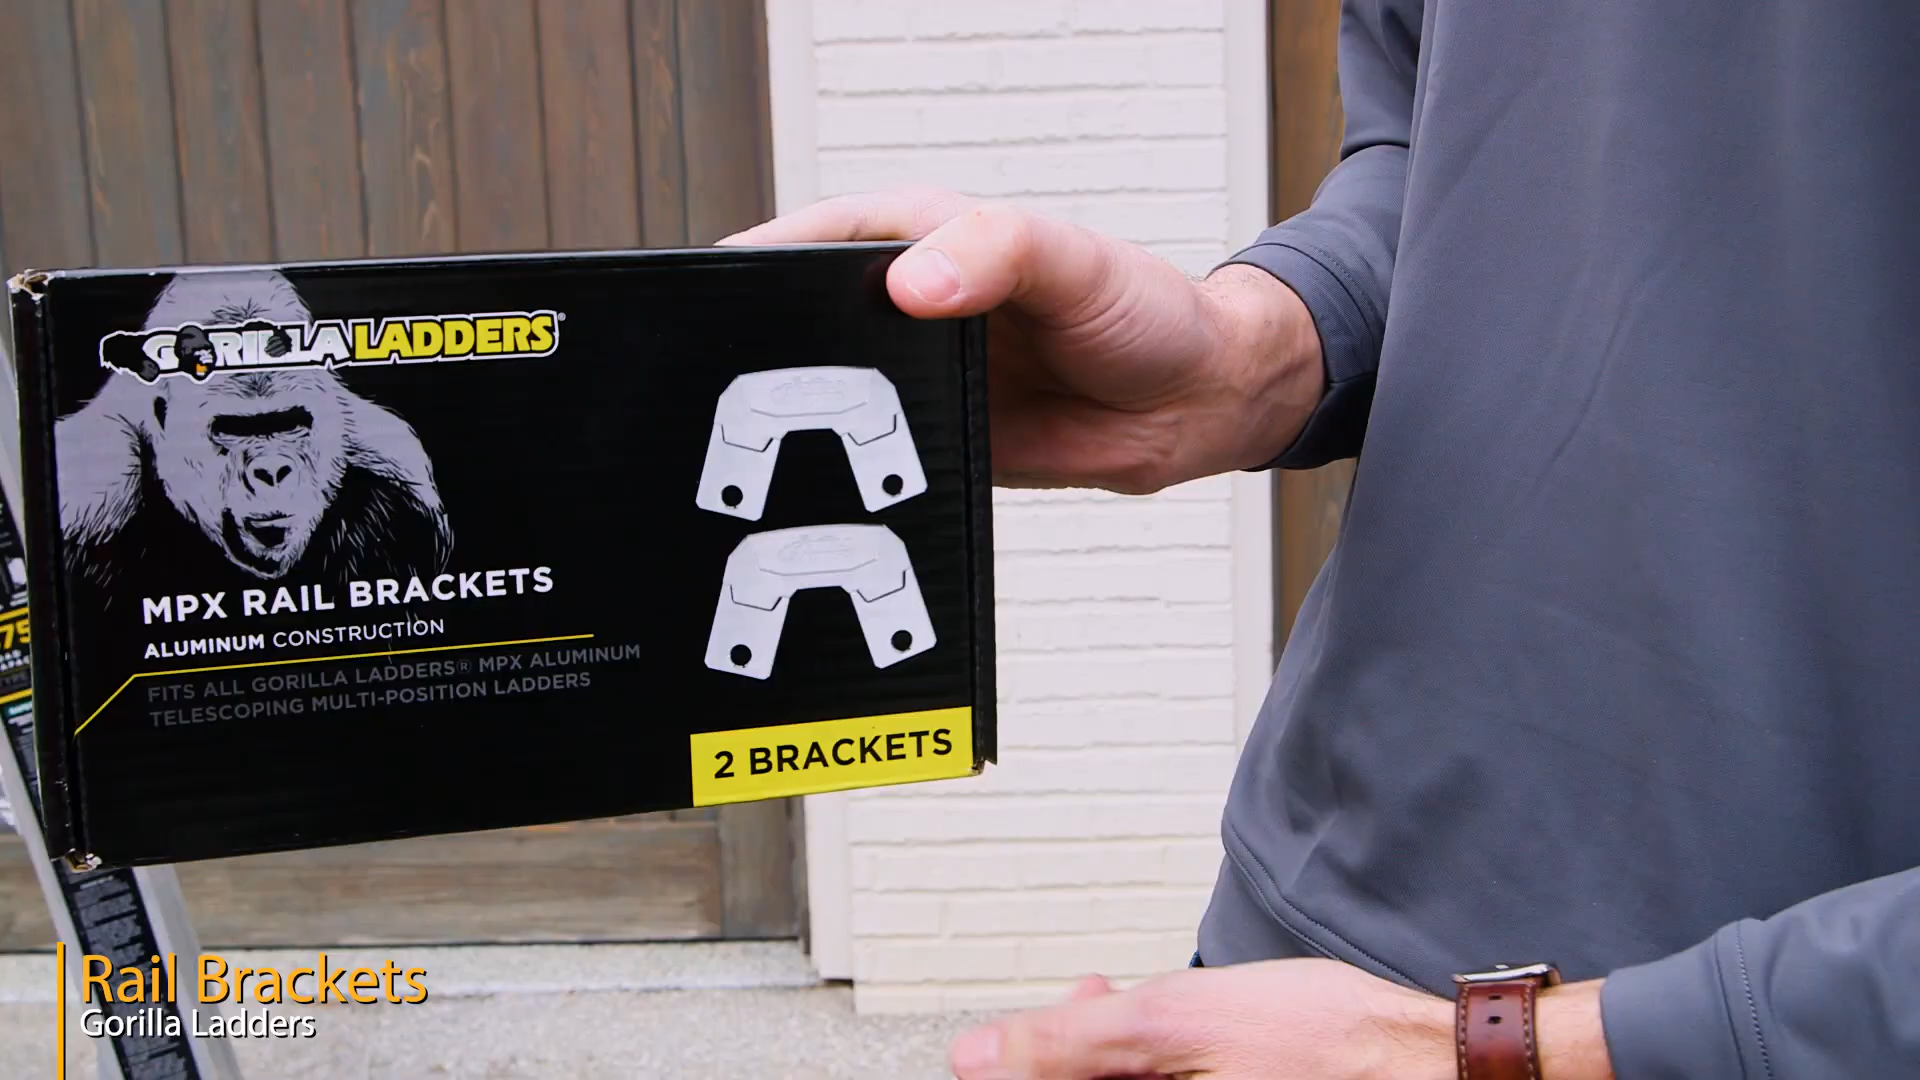 GORILLA LADDERS®
MPX RAIL BRACKETS
ALUMINUM CONSTRUCTION
FITS ALL GORILLA LADDERS® MPX ALUMINUM
TELESCOPING MULTI-POSITION LADDERS
2 BRACKETS
Rail Brackets
Gorilla Ladders